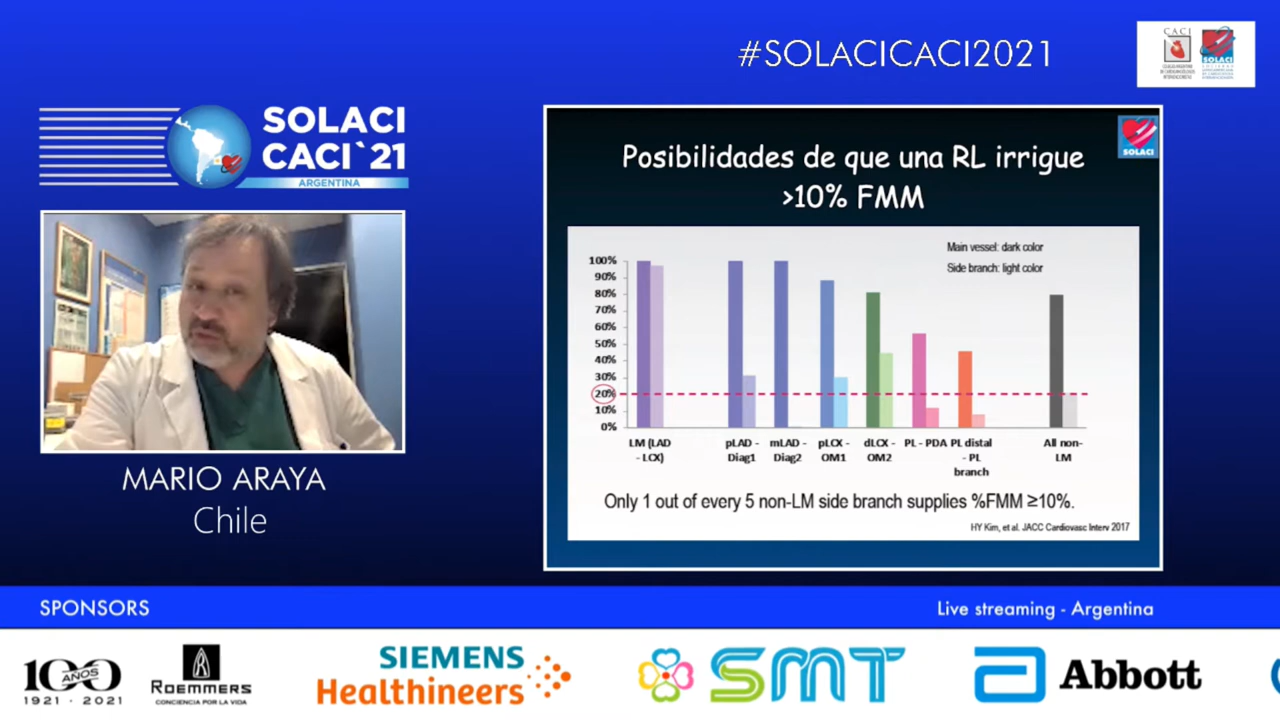 #SOLACICACI2021
CACI
SOLACI
SOLACI
CACI`21
ARGENTINA
SOLACI
Posibilidades de que una RL irrigue
>10% FMM
Main vessel: dark color
Side branch: light color
100%
90%
80%
70%
60%
50%
40%
30%
20%
10%
0%
LM (LAD - LCX)
pLAD - Diag1
mLAD - Diag2
pLCX - OM1
dLCX - OM2
PL - PDA
PL distal - PL branch
All non-LM
Only 1 out of every 5 non-LM side branch supplies %FMM ≥10%.
HY Kim, et al. JACC Cardiovasc Interv 2017
MARIO ARAYA
Chile
SPONSORS
Live streaming - Argentina
100
AÑOS
1921 · 2021
ROEMMERS
CONCIENCIA POR LA VIDA
SIEMENS
Healthineers
SMT
Abbott